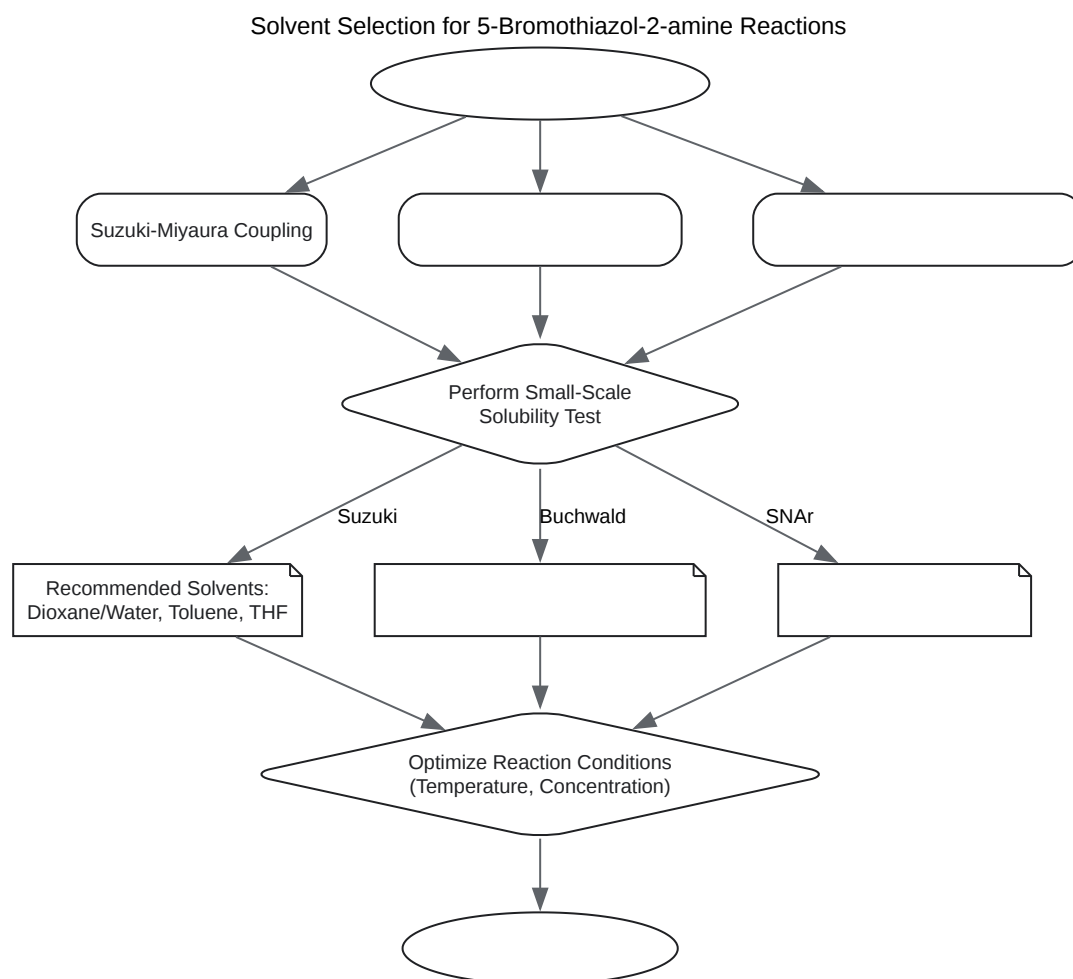 Solvent Selection for 5-Bromothiazol-2-amine Reactions
Suzuki-Miyaura Coupling
Perform Small-Scale
Solubility Test
Suzuki
Buchwald
SNAr
Recommended Solvents:
Dioxane/Water, Toluene, THF
Optimize Reaction Conditions
(Temperature, Concentration)